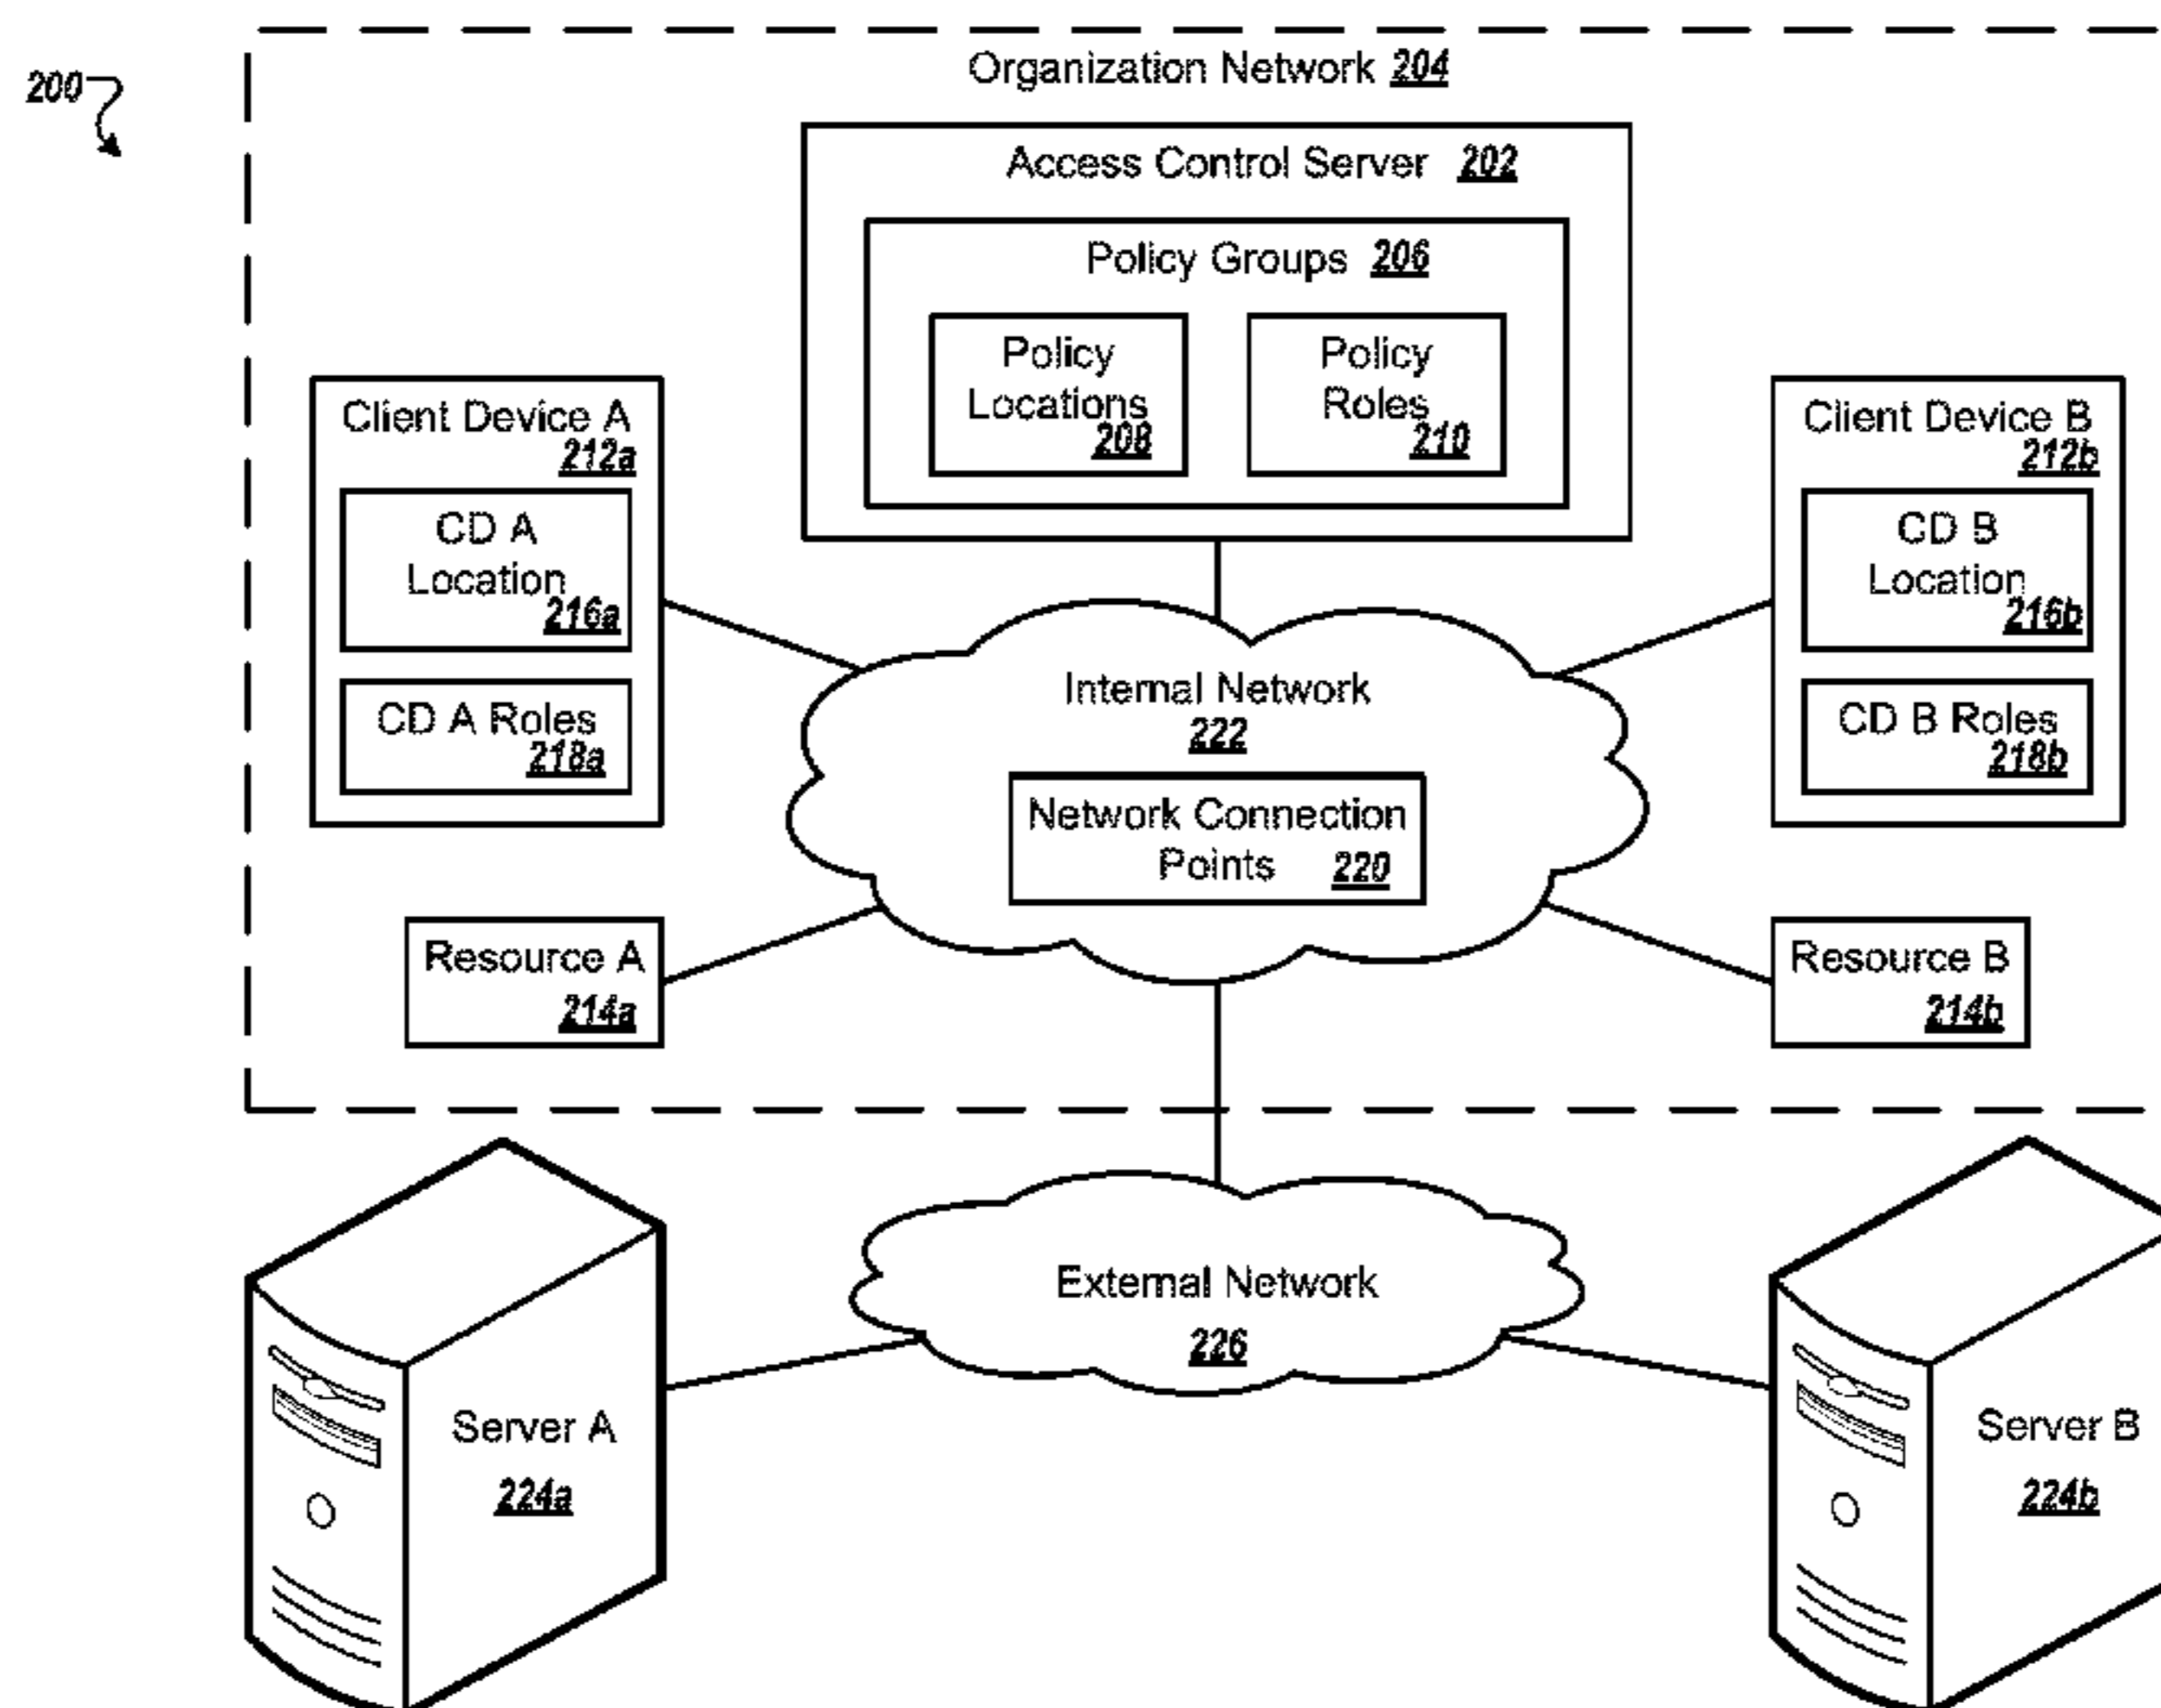 200
Organization Network 204
Access Control Server 202
Policy Groups 206
Policy
Locations
208
Policy
Roles
210
Client Device A
212a
CD A
Location
216a
CD A Roles
218a
Client Device B
212b
CD B
Location
216b
CD B Roles
218b
Internal Network
222
Network Connection
Points 220
Resource A
214a
Resource B
214b
External Network
226
Server A
224a
Server B
224b